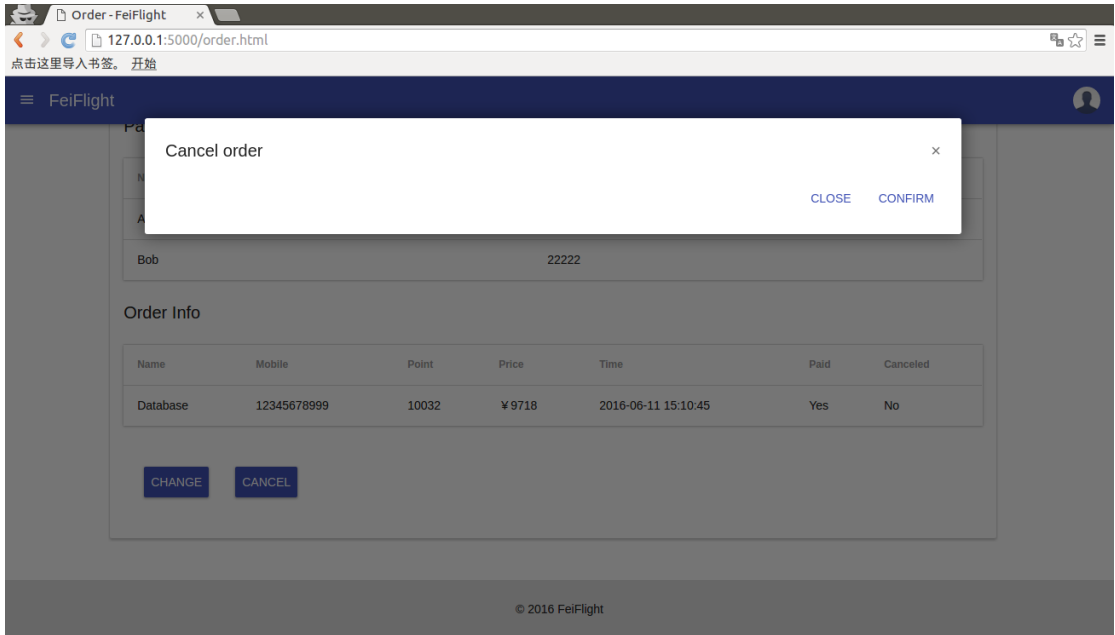 Order - FeiFlight
127.0.0.1:5000/order.html
点击这里导入书签。 开始
FeiFlight
Cancel order ×
CLOSE CONFIRM
Bob 22222
Order Info
Name Mobile Point Price Time Paid Canceled
Database 12345678999 10032 ¥9718 2016-06-11 15:10:45 Yes No
CHANGE CANCEL
© 2016 FeiFlight